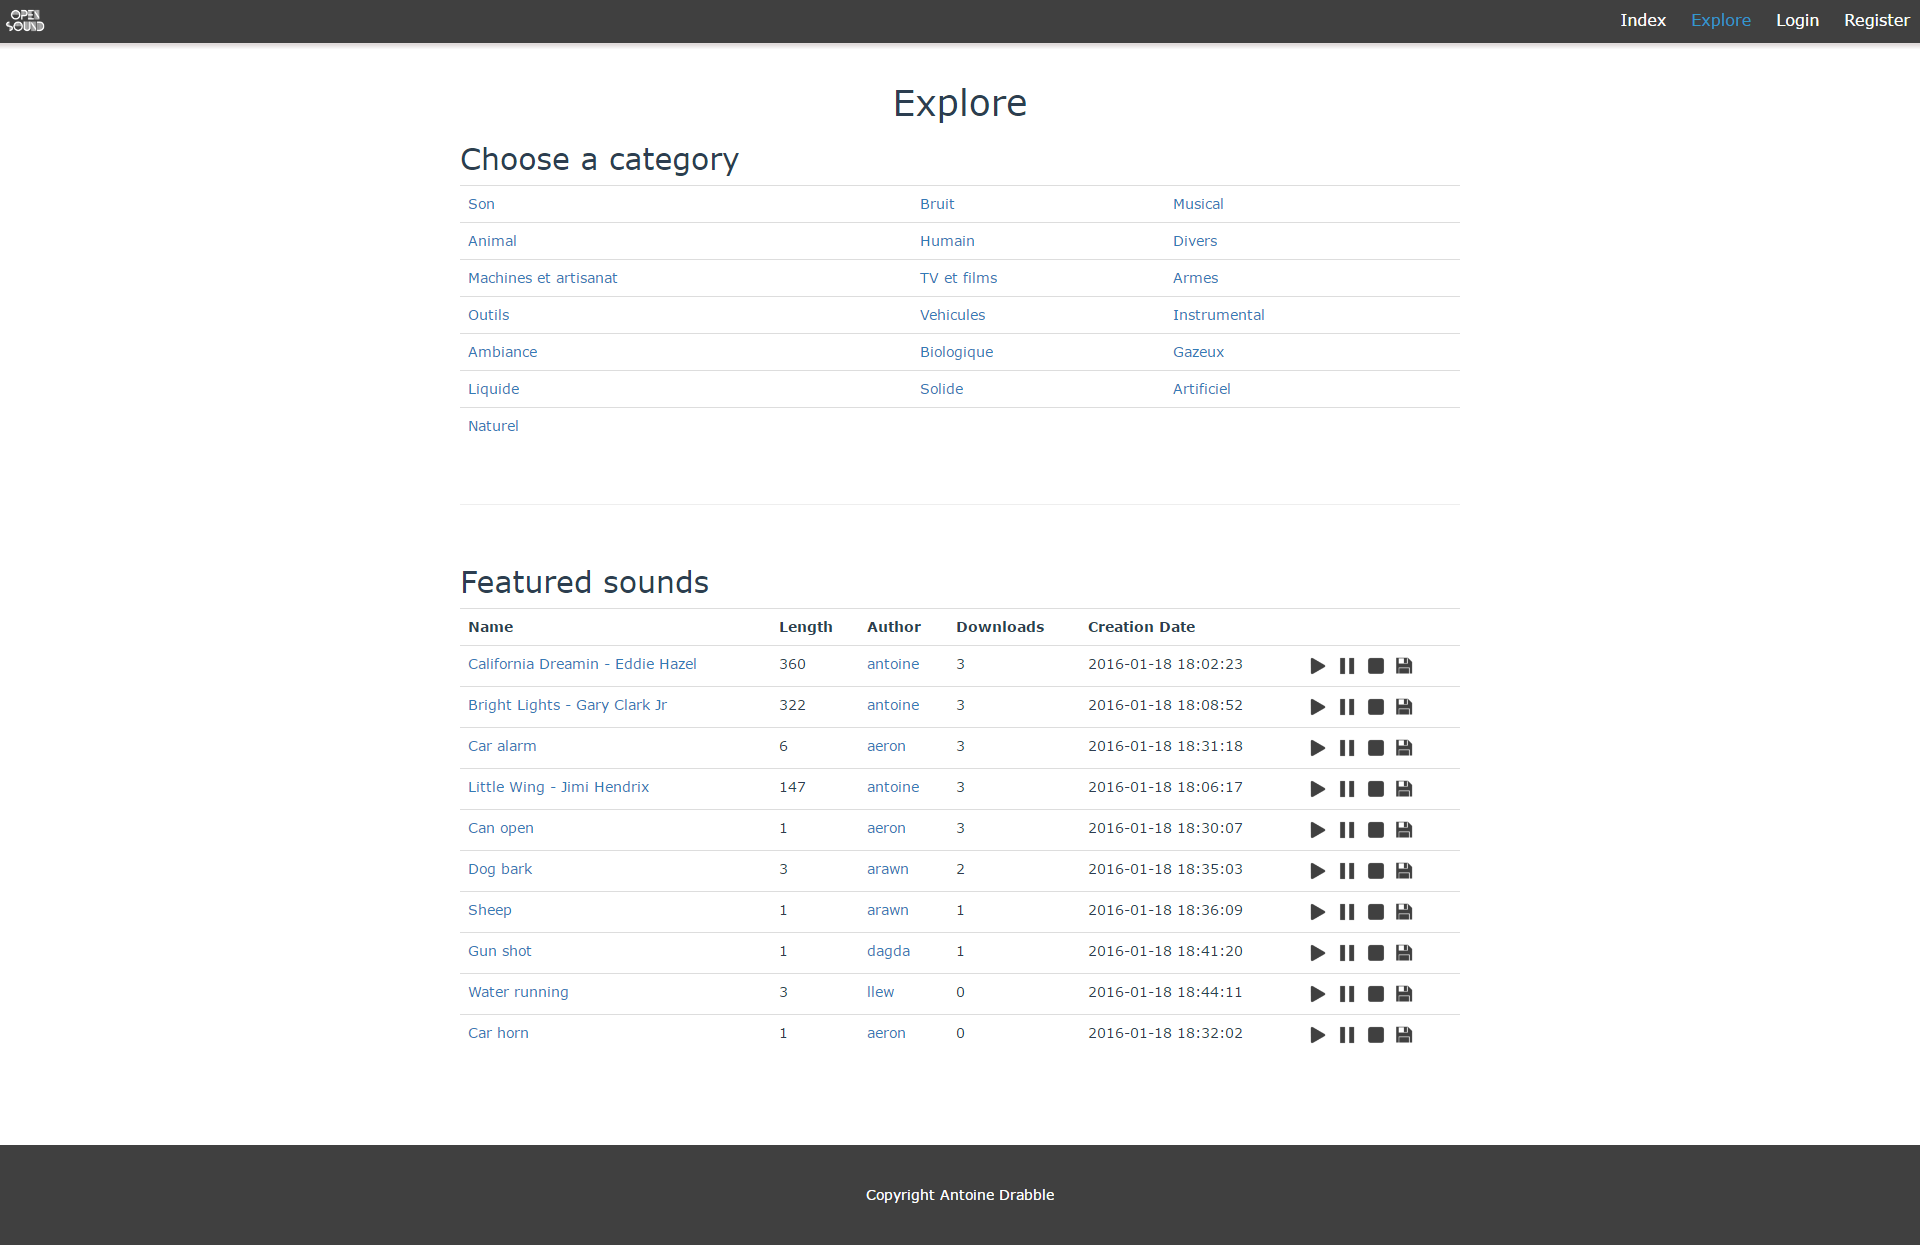 OPEN
SOUND
Index Explore Login Register
Explore
Choose a category
Son Bruit Musical
Animal Humain Divers
Machines et artisanat TV et films Armes
Outils Vehicules Instrumental
Ambiance Biologique Gazeux
Liquide Solide Artificiel
Naturel
Featured sounds
Name Length Author Downloads Creation Date
California Dreamin - Eddie Hazel 360 antoine 3 2016-01-18 18:02:23
Bright Lights - Gary Clark Jr 322 antoine 3 2016-01-18 18:08:52
Car alarm 6 aeron 3 2016-01-18 18:31:18
Little Wing - Jimi Hendrix 147 antoine 3 2016-01-18 18:06:17
Can open 1 aeron 3 2016-01-18 18:30:07
Dog bark 3 arawn 2 2016-01-18 18:35:03
Sheep 1 arawn 1 2016-01-18 18:36:09
Gun shot 1 dagda 1 2016-01-18 18:41:20
Water running 3 llew 0 2016-01-18 18:44:11
Car horn 1 aeron 0 2016-01-18 18:32:02
Copyright Antoine Drabble